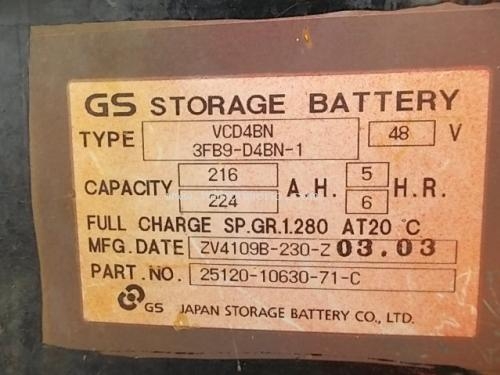 GS STORAGE BATTERY
TYPE VCD4BN 48 V
3FB9-D4BN-1
CAPACITY 216 A.H. 5 H.R.
224 6
FULL CHARGE SP.GR.1.280 AT20 ℃
MFG.DATE ZV4109B-230-Z 03.03
PART.NO. 25120-10630-71-C
GS JAPAN STORAGE BATTERY CO., LTD.